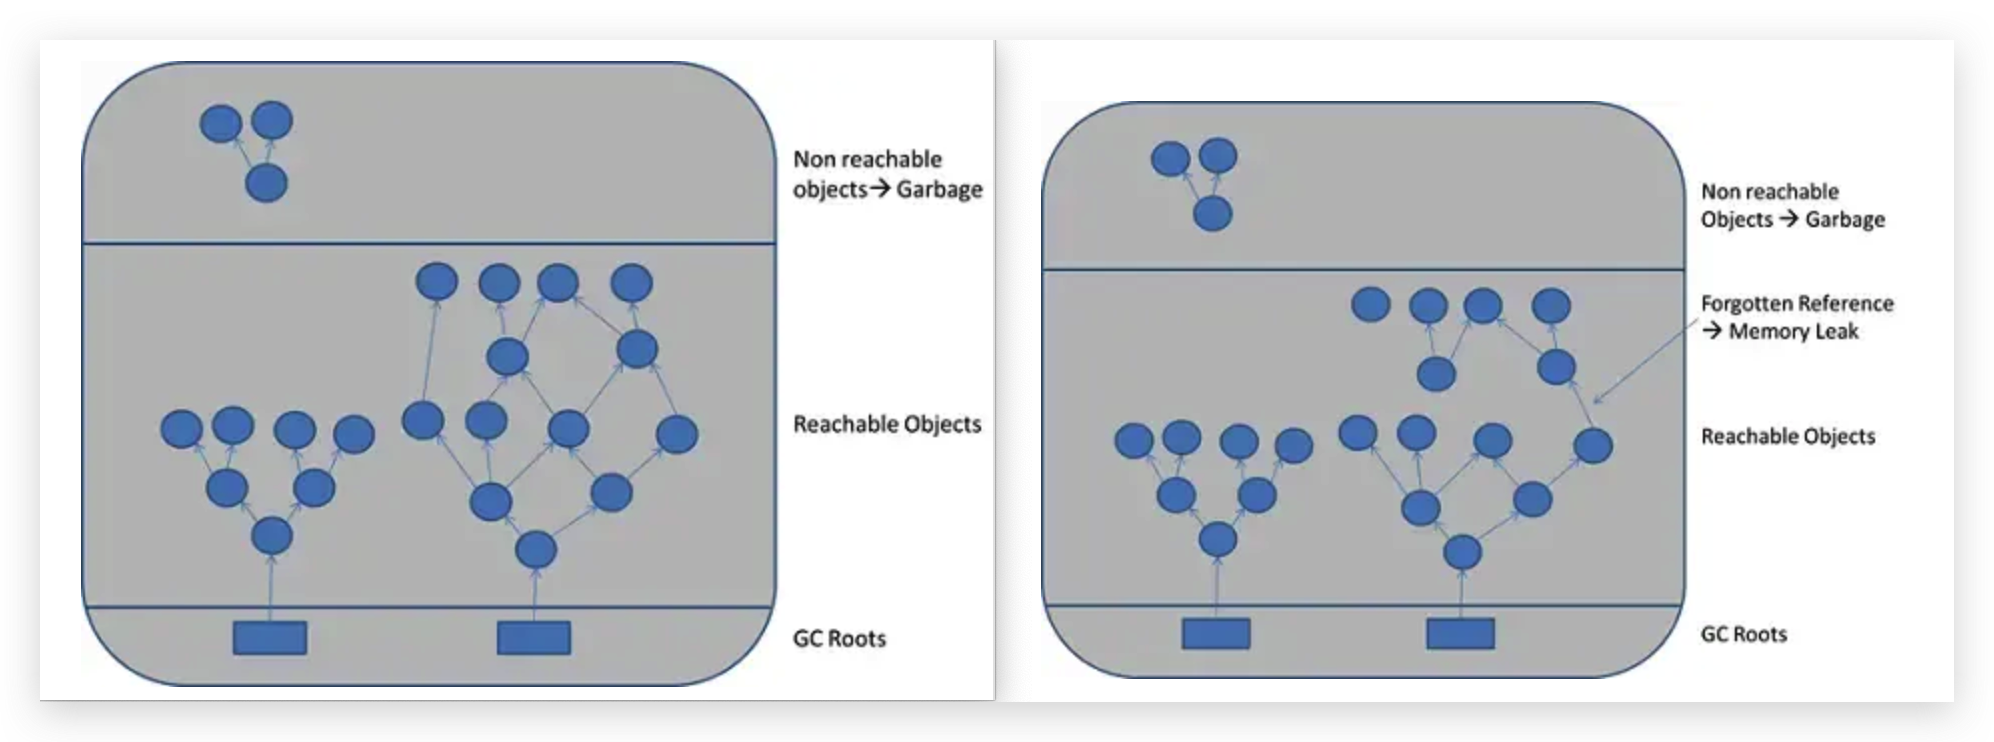 Non reachable
objects→ Garbage
Reachable Objects
GC Roots
Non reachable
Objects → Garbage
Forgotten Reference
→ Memory Leak
Reachable Objects
GC Roots